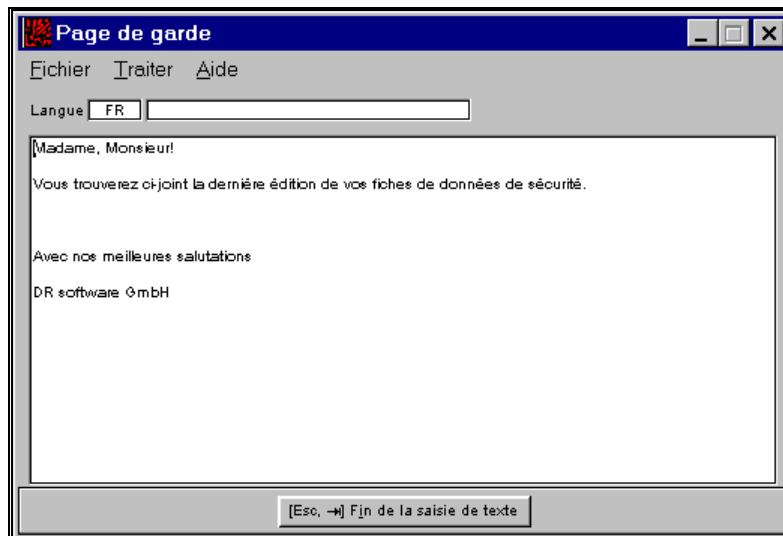 Page de garde
Fichier Traiter Aide
Langue FR
Madame, Monsieur!
Vous trouverez ci-joint la dernière édition de vos fiches de données de sécurité.
Avec nos meilleures salutations
DR software GmbH
[Esc, ⇥] Fin de la saisie de texte